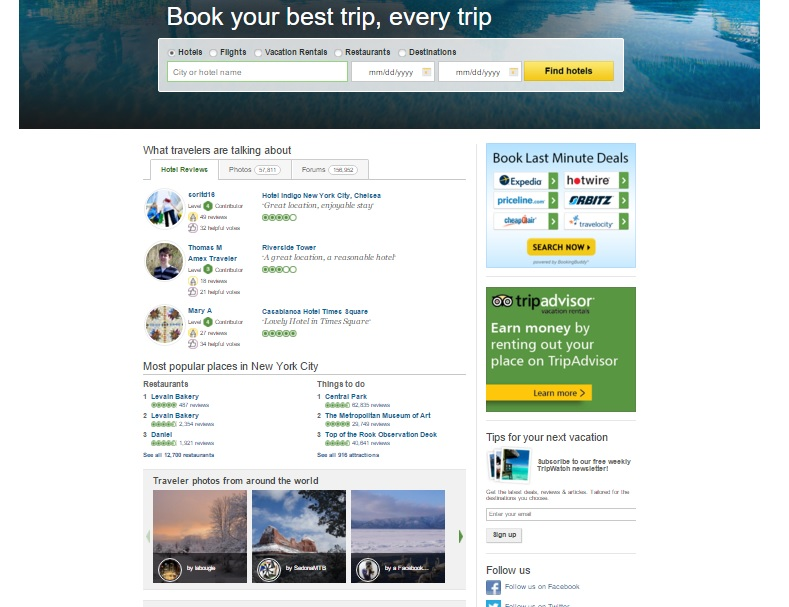 Book your best trip, every trip
Hotels Flights Vacation Rentals Restaurants Destinations
City or hotel name mm/dd/yyyy mm/dd/yyyy Find hotels
What travelers are talking about
Hotel Reviews Photos 57,811 Forums 156,952
soritd16
Level 4 Contributor
49 reviews
32 helpful votes
Hotel Indigo New York City, Chelsea
"Great location, enjoyable stay"
Thomas M
Amex Traveler
Level 3 Contributor
18 reviews
21 helpful votes
Riverside Tower
"A great location, a reasonable hotel"
Mary A
Level 4 Contributor
27 reviews
34 helpful votes
Casablanca Hotel Times Square
"Lovely Hotel in Times Square"
Most popular places in New York City
Restaurants
1 Levain Bakery
487 reviews
2 Levain Bakery
2,354 reviews
3 Daniel
1,921 reviews
See all 12,700 restaurants
Things to do
1 Central Park
62,835 reviews
2 The Metropolitan Museum of Art
29,749 reviews
3 Top of the Rock Observation Deck
40,641 reviews
See all 916 attractions
Traveler photos from around the world
by labougie
by SedonaMTB
by a Facebook...
Book Last Minute Deals
Expedia hotwire
priceline.com ORBITZ
cheapOair travelocity
SEARCH NOW
powered by BookingBuddy
tripadvisor
vacation rentals
Earn money by
renting out your
place on TripAdvisor
Learn more >
Tips for your next vacation
Subscribe to our free weekly
TripWatch newsletter!
Get the latest deals, reviews & articles. Tailored for the
destinations you choose.
Enter your email
Sign up
Follow us
Follow us on Facebook
Follow us on Twitter